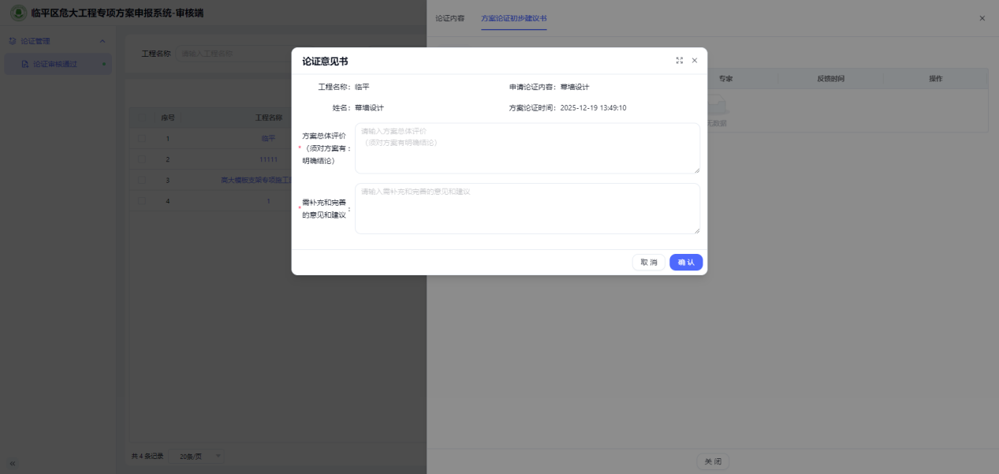 临平区危大工程专项方案申报系统-审核端
论证管理
论证审核通过
工程名称
请输入工程名称
序号
工程名称
1
临平
2
11111
3
高大模板支架专项施工
4
1
共 4 条记录
20条/页
论证内容
方案论证初步建议书
专家
反馈时间
操作
无数据
关 闭
论证意见书
工程名称： 临平
申请论证内容： 幕墙设计
姓名： 幕墙设计
方案论证时间： 2025-12-19 13:49:10
* 方案总体评价
（须对方案有
明确结论）：
请输入方案总体评价
（须对方案有明确结论）
* 需补充和完善
的意见和建议：
请输入需补充和完善的意见和建议
取 消
确 认